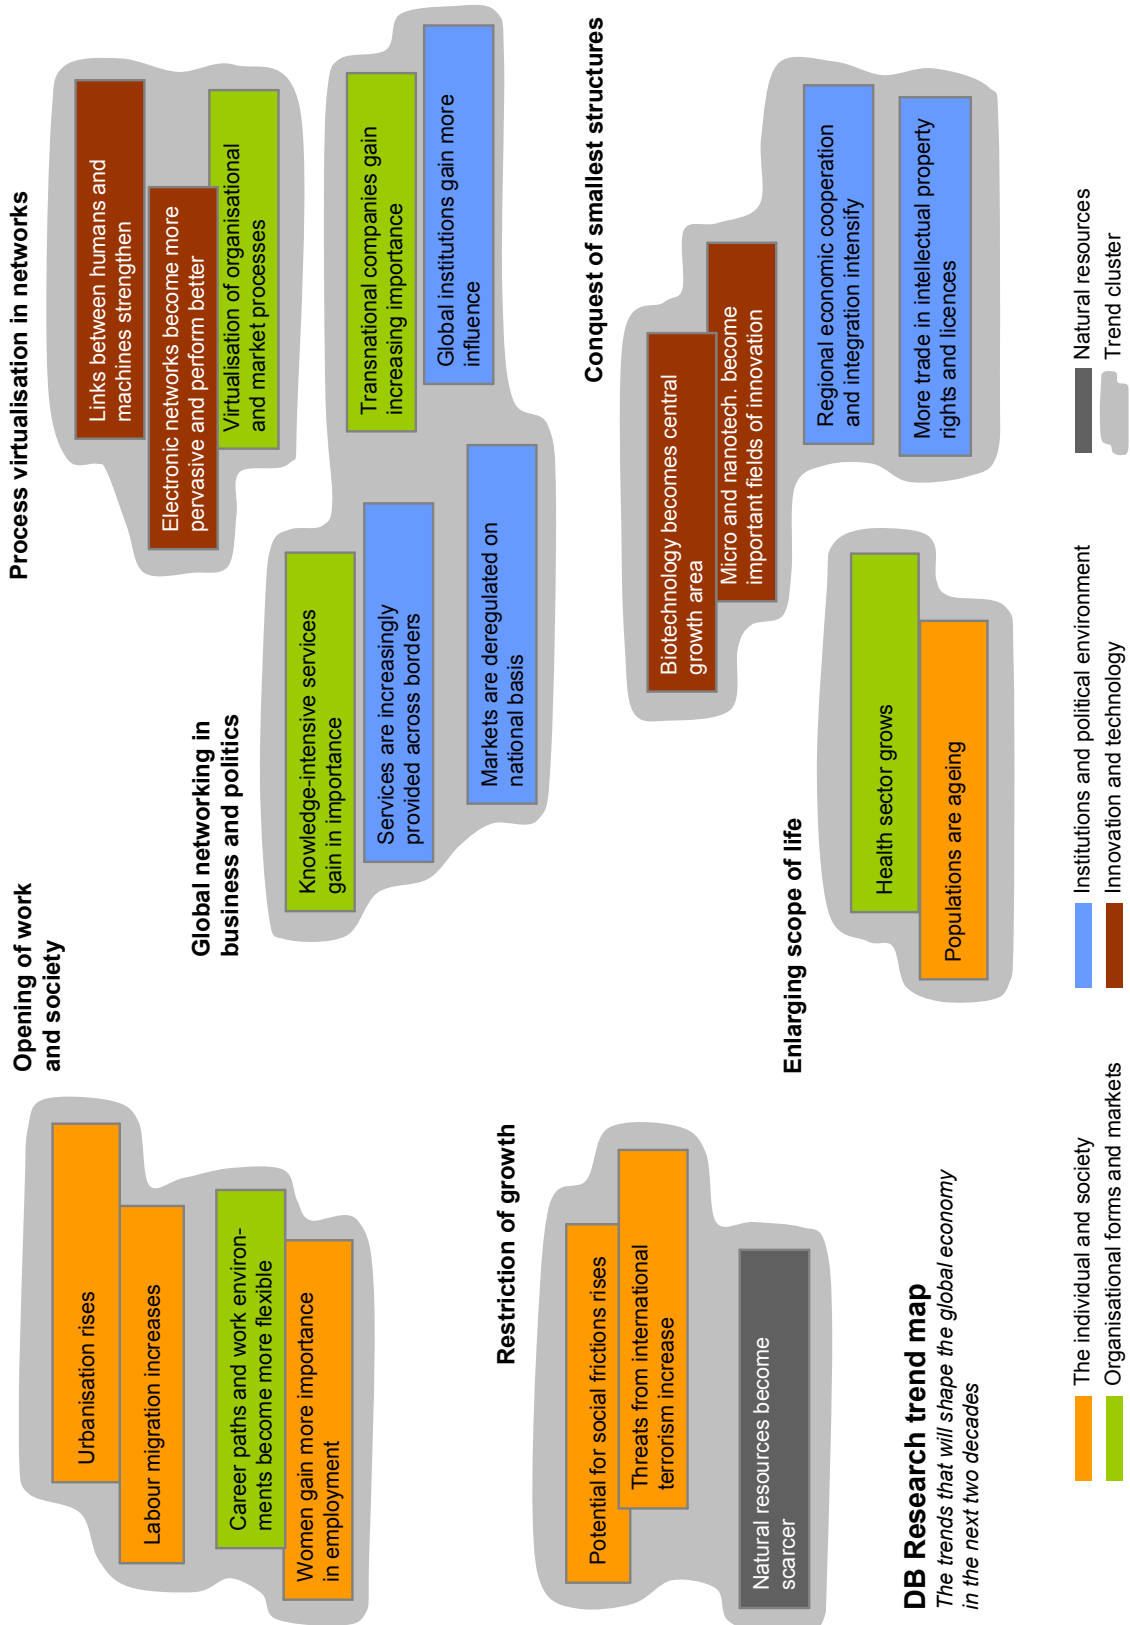 Opening of work
and society
Urbanisation rises
Labour migration increases
Career paths and work environ-
ments become more flexible
Women gain more importance
in employment
Process virtualisation in networks
Links between humans and
machines strengthen
Electronic networks become more
pervasive and perform better
Virtualisation of organisational
and market processes
Global networking in
business and politics
Knowledge-intensive services
gain in importance
Services are increasingly
provided across borders
Markets are deregulated on
national basis
Transnational companies gain
increasing importance
Global institutions gain more
influence
Restriction of growth
Potential for social frictions rises
Threats from international
terrorism increase
Natural resources become
scarcer
Conquest of smallest structures
Biotechnology becomes central
growth area
Micro and nanotech. become
important fields of innovation
Regional economic cooperation
and integration intensify
More trade in intellectual property
rights and licences
Enlarging scope of life
Health sector grows
Populations are ageing
DB Research trend map
The trends that will shape the global economy
in the next two decades
The individual and society
Organisational forms and markets
Institutions and political environment
Innovation and technology
Natural resources
Trend cluster